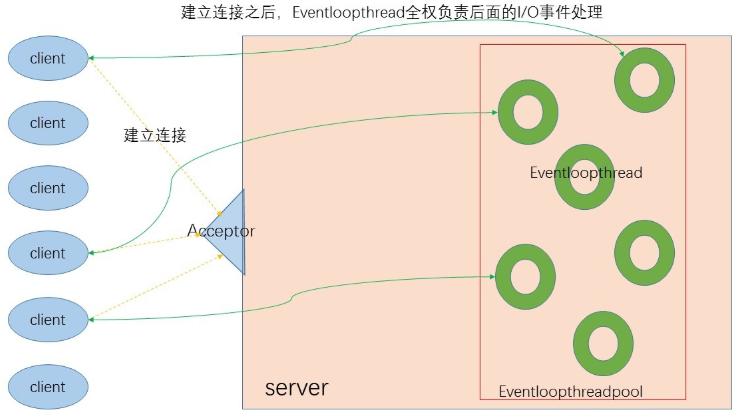 建立连接之后，Eventloopthread全权负责后面的I/O事件处理
client
client
建立连接
client
Eventloopthread
Acceptor
client
client
client
server
Eventloopthreadpool